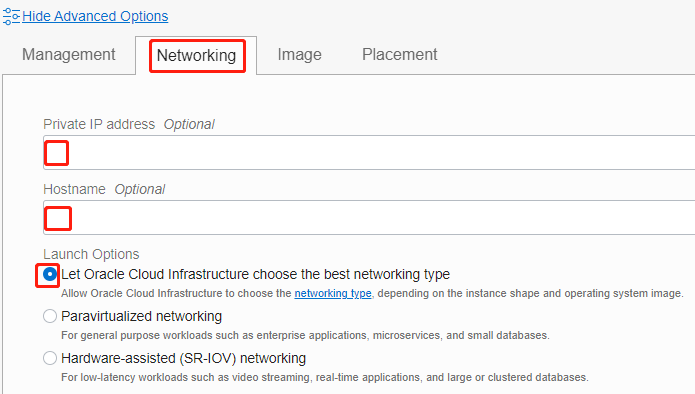 Hide Advanced Options
Management Networking Image Placement
Private IP address Optional
Hostname Optional
Launch Options
Let Oracle Cloud Infrastructure choose the best networking type
Allow Oracle Cloud Infrastructure to choose the networking type, depending on the instance shape and operating system image.
Paravirtualized networking
For general purpose workloads such as enterprise applications, microservices, and small databases.
Hardware-assisted (SR-IOV) networking
For low-latency workloads such as video streaming, real-time applications, and large or clustered databases.